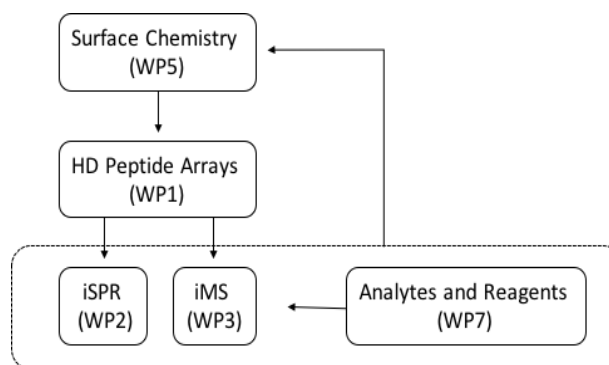 Surface Chemistry
(WP5)
HD Peptide Arrays
(WP1)
iSPR
(WP2)
iMS
(WP3)
Analytes and Reagents
(WP7)